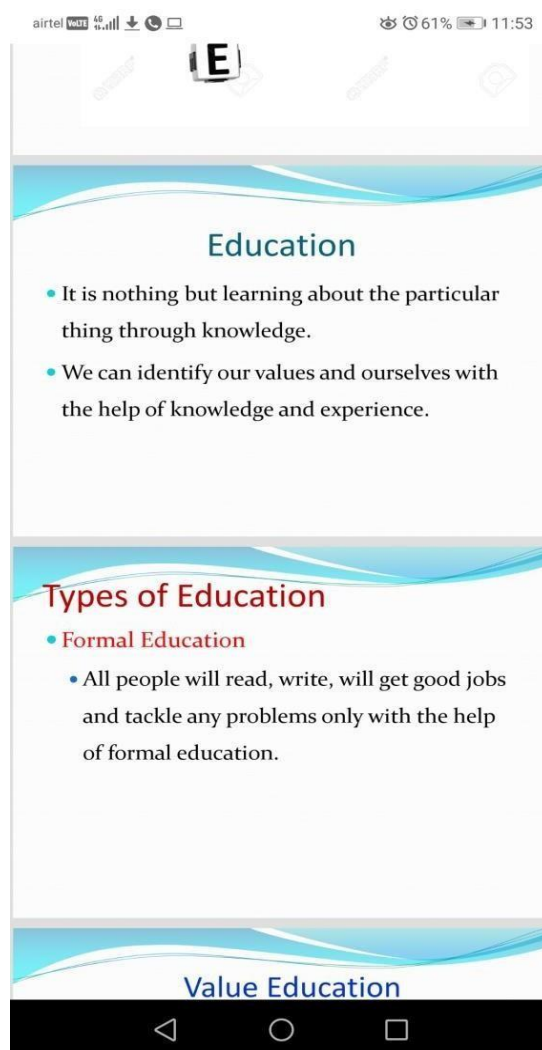 airtel VoLTE 4G 61% 11:53
E
Education
• It is nothing but learning about the particular
thing through knowledge.
• We can identify our values and ourselves with
the help of knowledge and experience.
Types of Education
• Formal Education
• All people will read, write, will get good jobs
and tackle any problems only with the help
of formal education.
Value Education